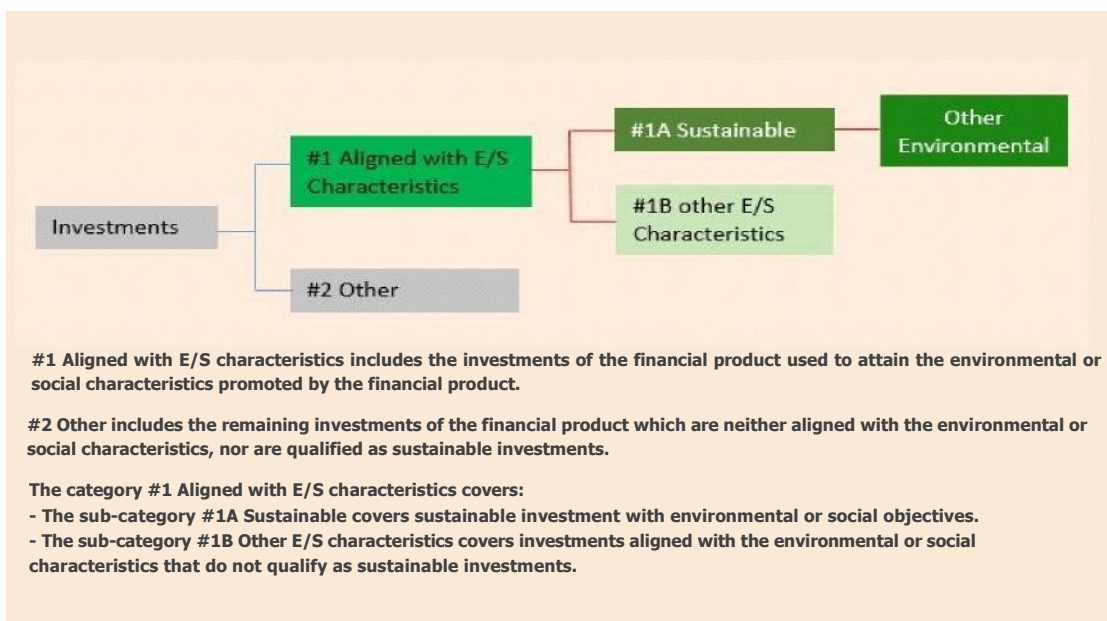 Investments
#1 Aligned with E/S
Characteristics
#2 Other
#1A Sustainable
#1B other E/S
Characteristics
Other
Environmental
#1 Aligned with E/S characteristics includes the investments of the financial product used to attain the environmental or
social characteristics promoted by the financial product.
#2 Other includes the remaining investments of the financial product which are neither aligned with the environmental or
social characteristics, nor are qualified as sustainable investments.
The category #1 Aligned with E/S characteristics covers:
- The sub-category #1A Sustainable covers sustainable investment with environmental or social objectives.
- The sub-category #1B Other E/S characteristics covers investments aligned with the environmental or social
characteristics that do not qualify as sustainable investments.